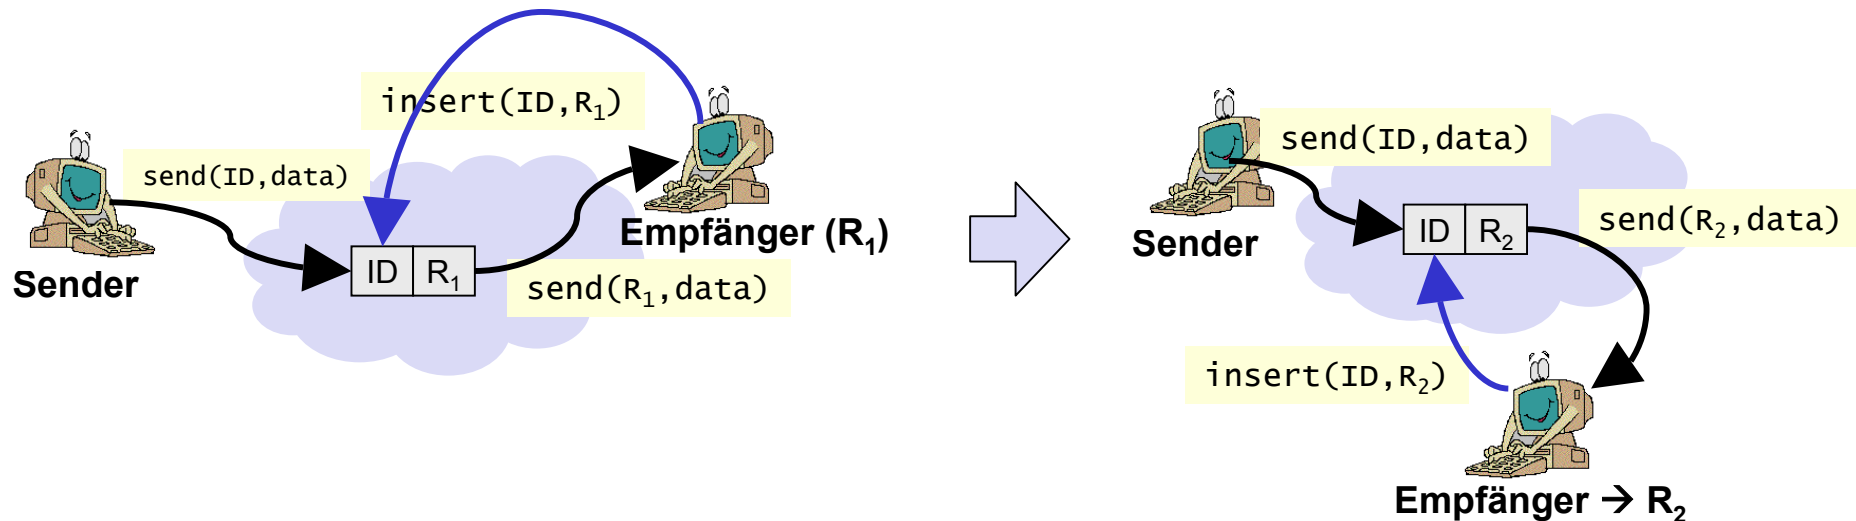 insert(ID,R₁)
send(ID,data)
Empfänger (R₁)
ID R₁
Sender
send(R₁,data)
send(ID,data)
Sender
ID R₂
send(R₂,data)
insert(ID,R₂)
Empfänger → R₂